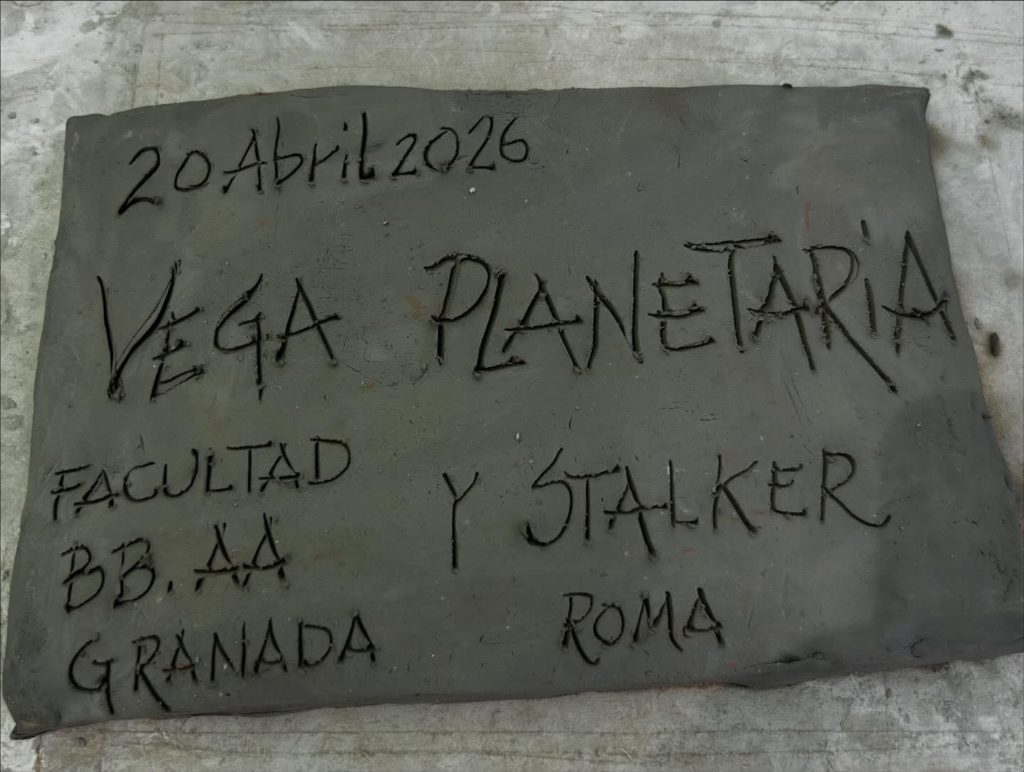 20 Abril 2026
VEGA PLANETARiA
FACULTAD
BB. AA
GRANADA
Y STALKER
ROMA